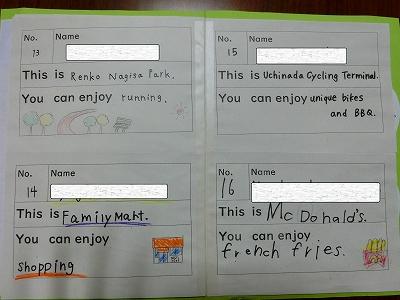 No. Name
13
This is Renko Nagisa Park.
You can enjoy running.
No. Name
15
This is Uchinada Cycling Terminal.
You can enjoy unique bikes
and BBQ.
No. Name
14
This is FamilyMart.
You can enjoy
shopping
No. Name
16
This is McDonald's.
You can enjoy
french fries.